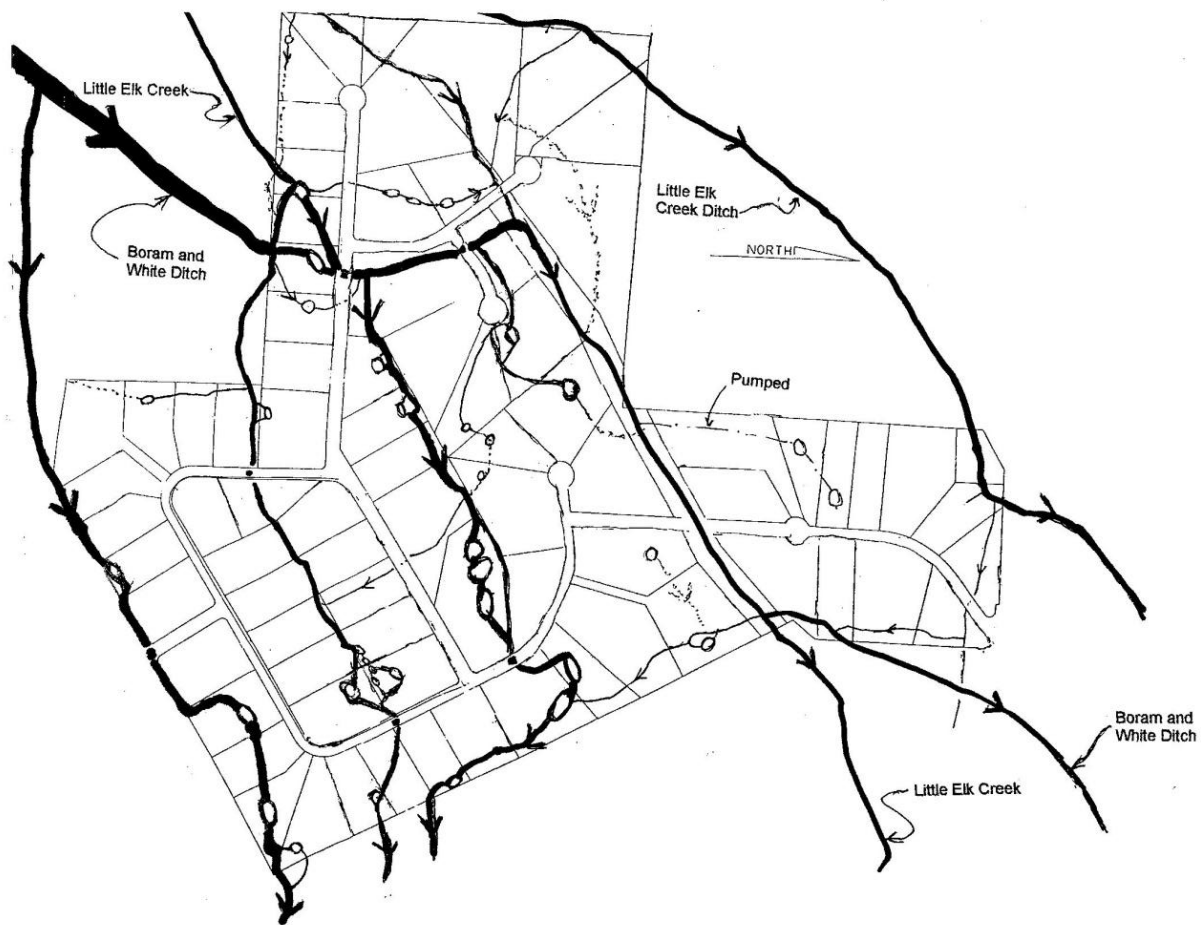 Little Elk Creek
Little Elk
Creek Ditch
Boram and
White Ditch
NORTH
Pumped
Boram and
White Ditch
Little Elk Creek